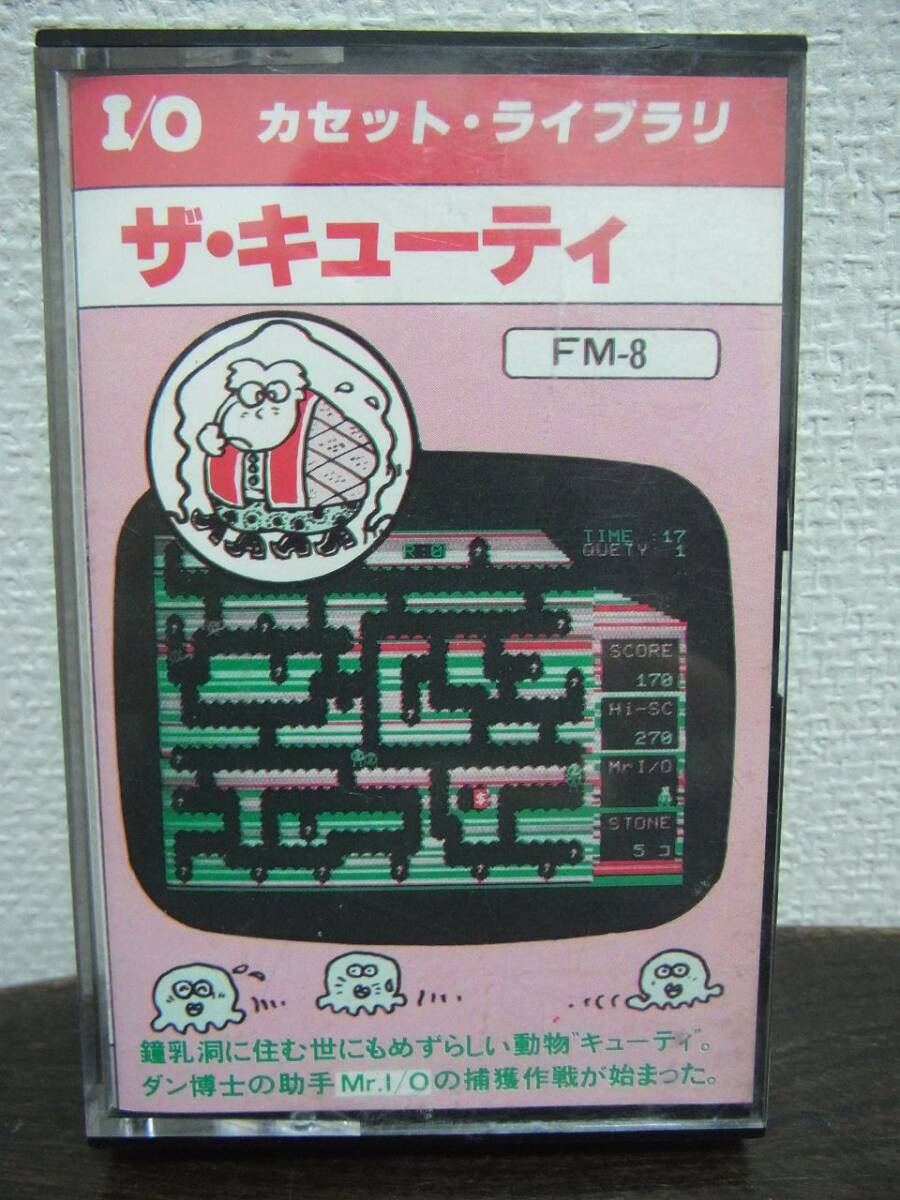 I/O カセット・ライブラリ
ザ・キューティ
FM-8
TIME :17
QUETY 1
R:0
SCORE
170
Hi-SC
270
Mr I/O
$
STONE
5 コ
鐘乳洞に住む世にもめずらしい動物"キューティ"。
ダン博士の助手Mr.I/Oの捕獲作戦が始まった。